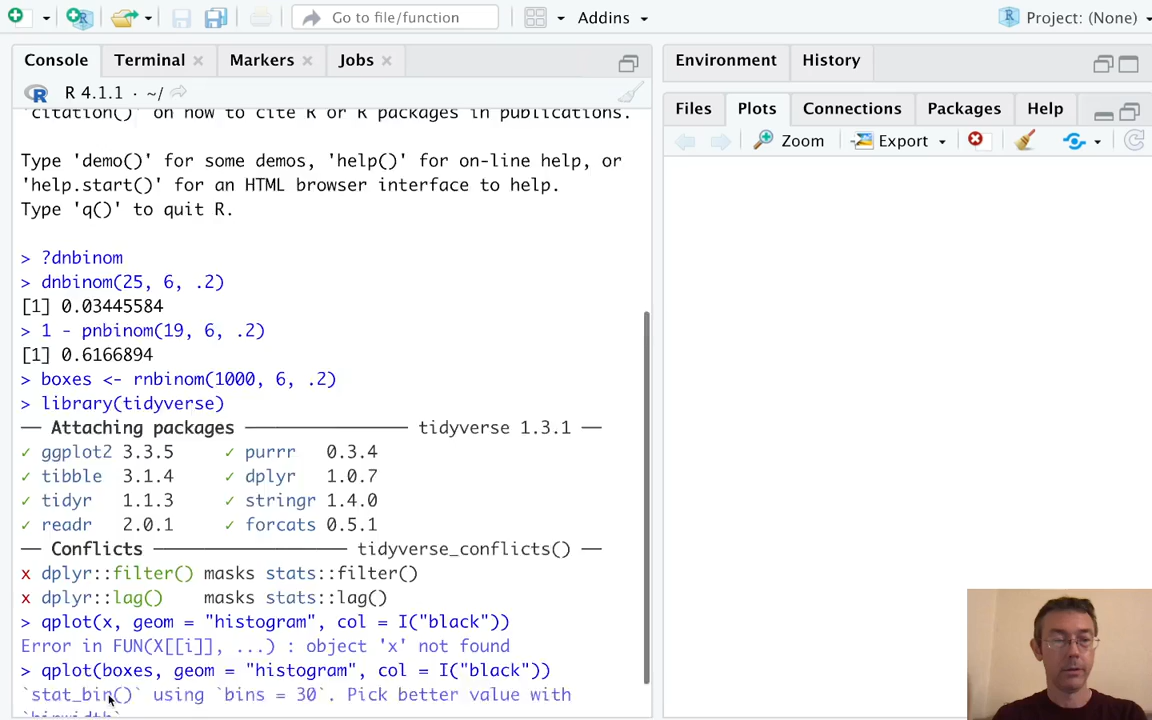 Go to file/function
Addins
Project: (None)
Console Terminal Markers Jobs
R 4.1.1 · ~/
'citation()' on how to cite R or R packages in publications.
Type 'demo()' for some demos, 'help()' for on-line help, or
'help.start()' for an HTML browser interface to help.
Type 'q()' to quit R.
> ?dnbinom
> dnbinom(25, 6, .2)
[1] 0.03445584
> 1 - pnbinom(19, 6, .2)
[1] 0.6166894
> boxes <- rnbinom(1000, 6, .2)
> library(tidyverse)
── Attaching packages ──────────────── tidyverse 1.3.1 ──
✓ ggplot2 3.3.5 ✓ purrr 0.3.4
✓ tibble 3.1.4 ✓ dplyr 1.0.7
✓ tidyr 1.1.3 ✓ stringr 1.4.0
✓ readr 2.0.1 ✓ forcats 0.5.1
── Conflicts ─────────────────── tidyverse_conflicts() ──
x dplyr::filter() masks stats::filter()
x dplyr::lag() masks stats::lag()
> qplot(x, geom = "histogram", col = I("black"))
Error in FUN(X[[i]], ...) : object 'x' not found
> qplot(boxes, geom = "histogram", col = I("black"))
`stat_bin()` using `bins = 30`. Pick better value with
`binwidth`.
Environment History
Files Plots Connections Packages Help
Zoom Export